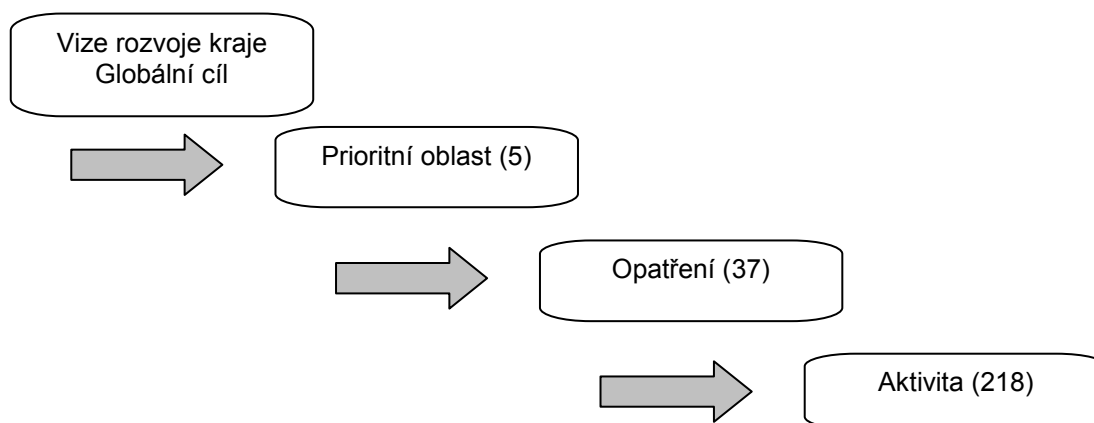 Vize rozvoje kraje
Globální cíl
Prioritní oblast (5)
Opatření (37)
Aktivita (218)